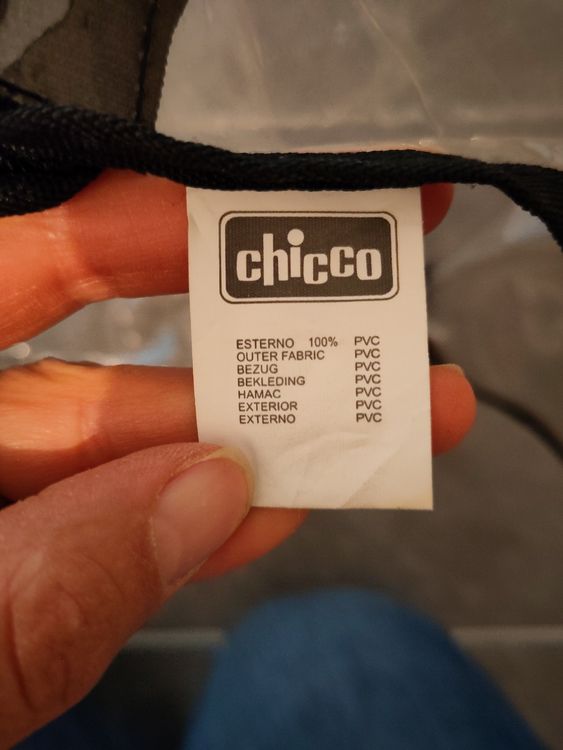 chicco
ESTERNO 100% PVC
OUTER FABRIC PVC
BEZUG PVC
BEKLEDING PVC
HAMAC PVC
EXTERIOR PVC
EXTERNO PVC